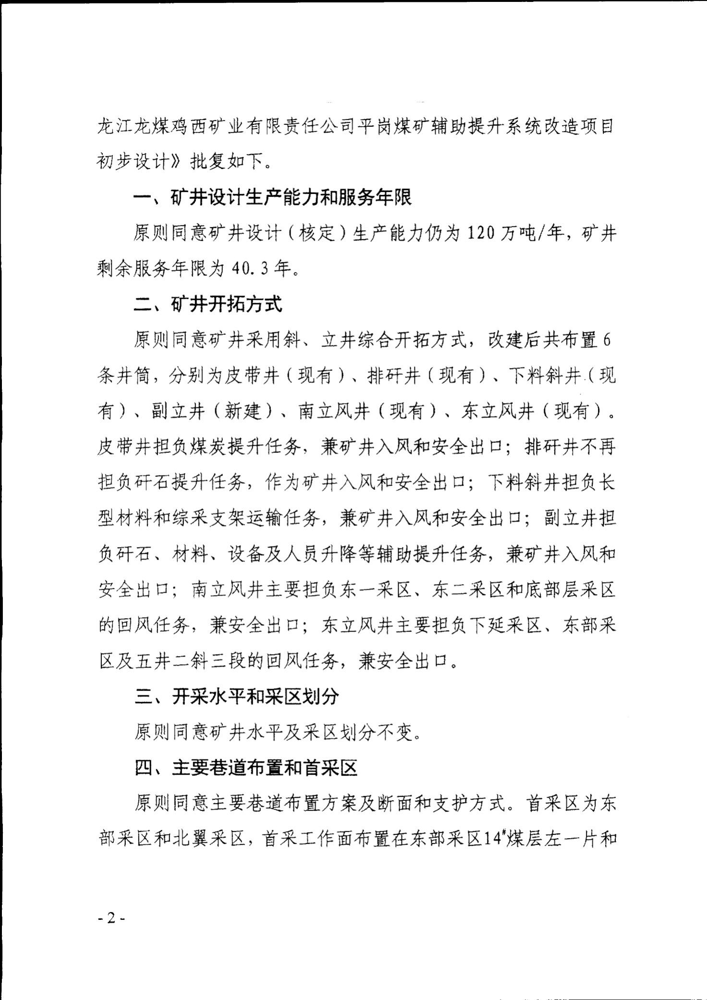 龙江龙煤鸡西矿业有限责任公司平岗煤矿辅助提升系统改造项目
初步设计》批复如下。
一、矿井设计生产能力和服务年限
原则同意矿井设计（核定）生产能力仍为 120 万吨/年，矿井
剩余服务年限为 40.3 年。
二、矿井开拓方式
原则同意矿井采用斜、立井综合开拓方式，改建后共布置 6
条井筒，分别为皮带井（现有）、排矸井（现有）、下料斜井（现
有）、副立井（新建）、南立风井（现有）、东立风井（现有）。
皮带井担负煤炭提升任务，兼矿井入风和安全出口；排矸井不再
担负矸石提升任务，作为矿井入风和安全出口；下料斜井担负长
型材料和综采支架运输任务，兼矿井入风和安全出口；副立井担
负矸石、材料、设备及人员升降等辅助提升任务，兼矿井入风和
安全出口；南立风井主要担负东一采区、东二采区和底部层采区
的回风任务，兼安全出口；东立风井主要担负下延采区、东部采
区及五井二斜三段的回风任务，兼安全出口。
三、开采水平和采区划分
原则同意矿井水平及采区划分不变。
四、主要巷道布置和首采区
原则同意主要巷道布置方案及断面和支护方式。首采区为东
部采区和北翼采区，首采工作面布置在东部采区14#煤层左一片和
- 2 -